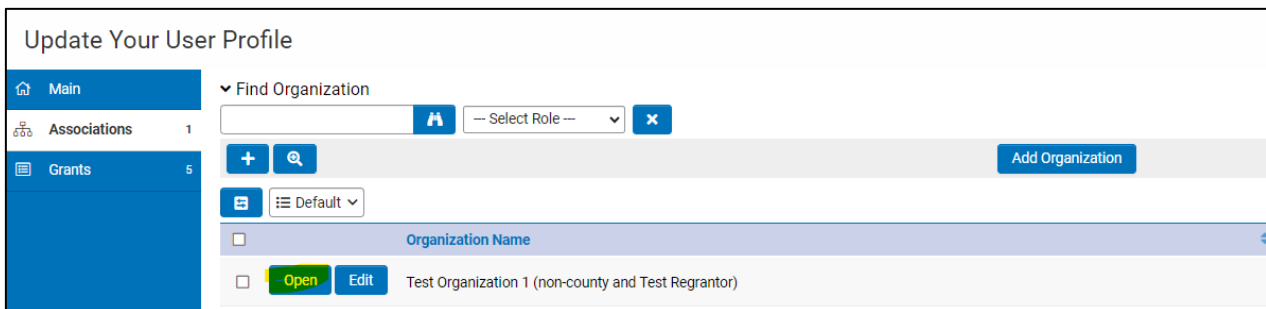 Update Your User Profile
Main
Find Organization
Associations 1
--- Select Role ---
Grants 5
Add Organization
Default
Organization Name
Open Edit Test Organization 1 (non-county and Test Regrantor)